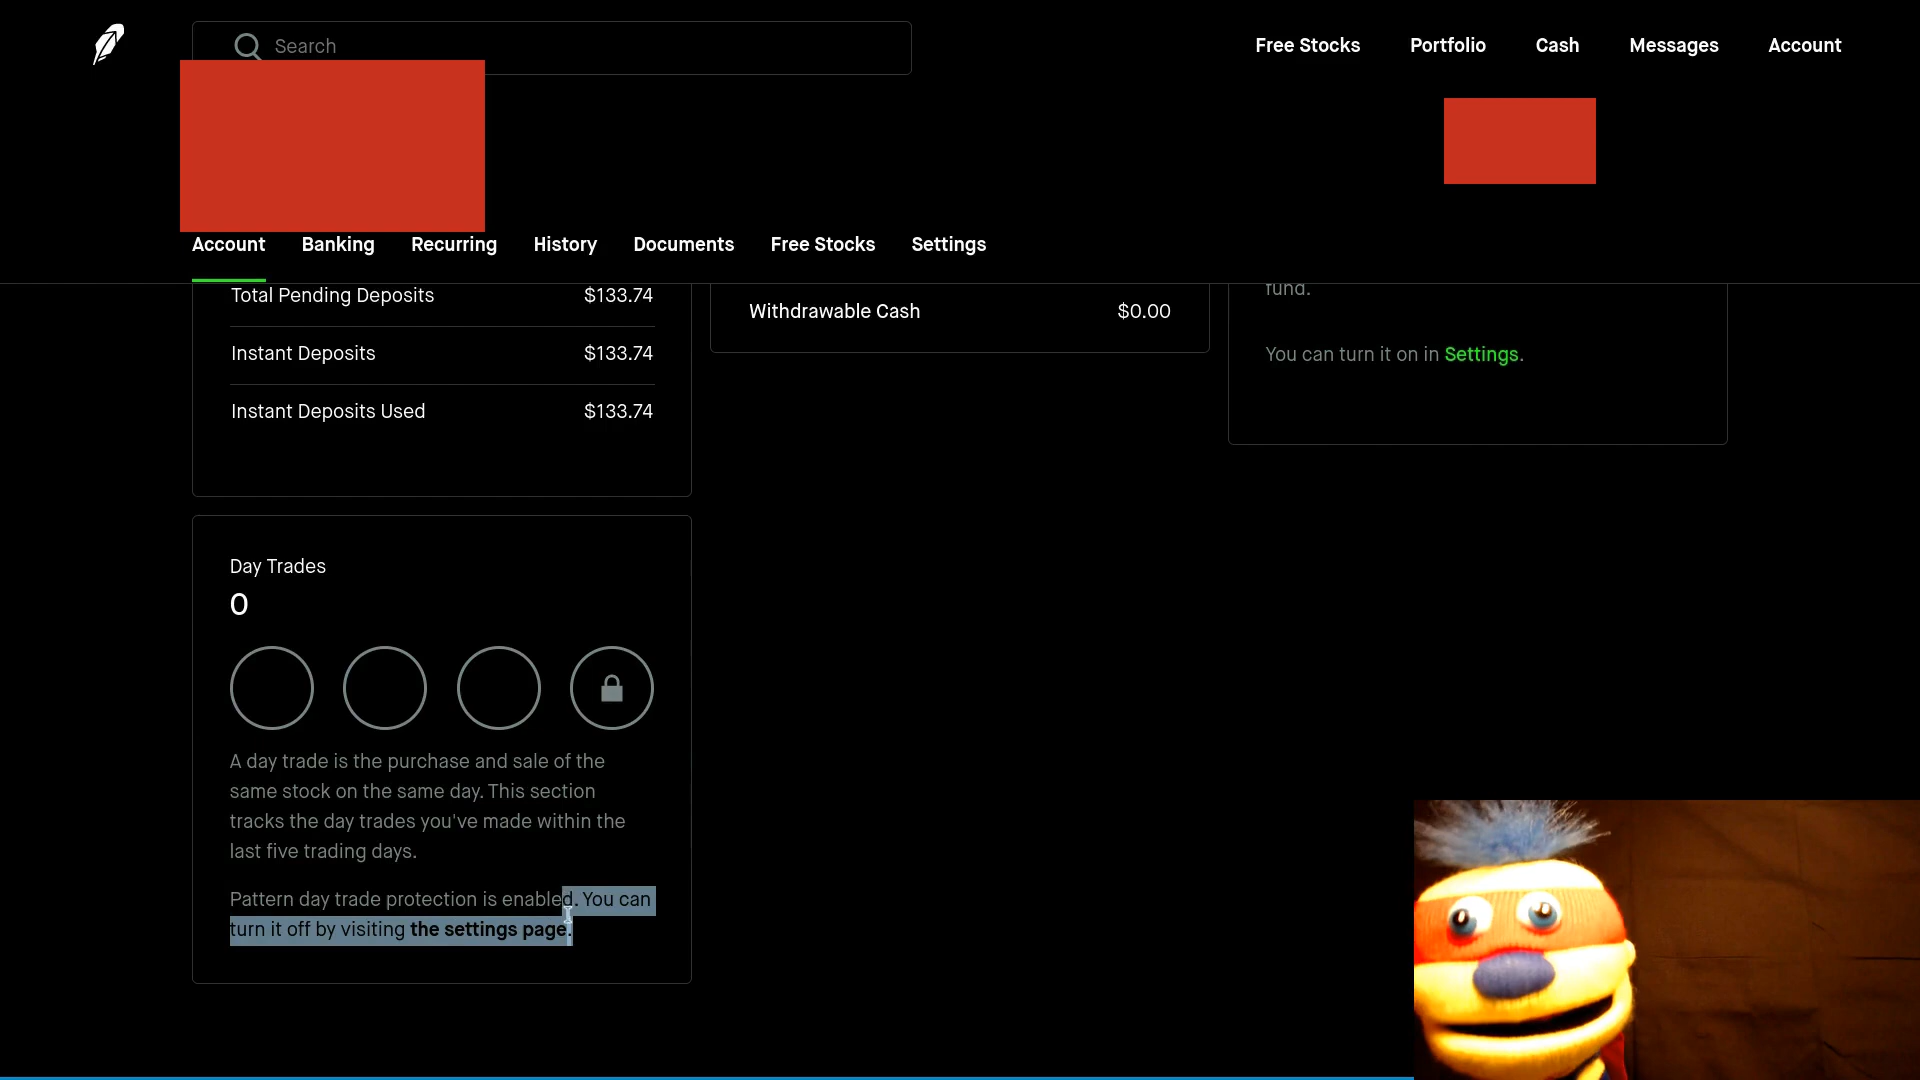 Search
Free Stocks
Portfolio
Cash
Messages
Account
Account
Banking
Recurring
History
Documents
Free Stocks
Settings
Total Pending Deposits $133.74
Instant Deposits $133.74
Instant Deposits Used $133.74
Withdrawable Cash $0.00
fund.
You can turn it on in Settings.
Day Trades
0
A day trade is the purchase and sale of the
same stock on the same day. This section
tracks the day trades you've made within the
last five trading days.
Pattern day trade protection is enabled. You can
turn it off by visiting the settings page.